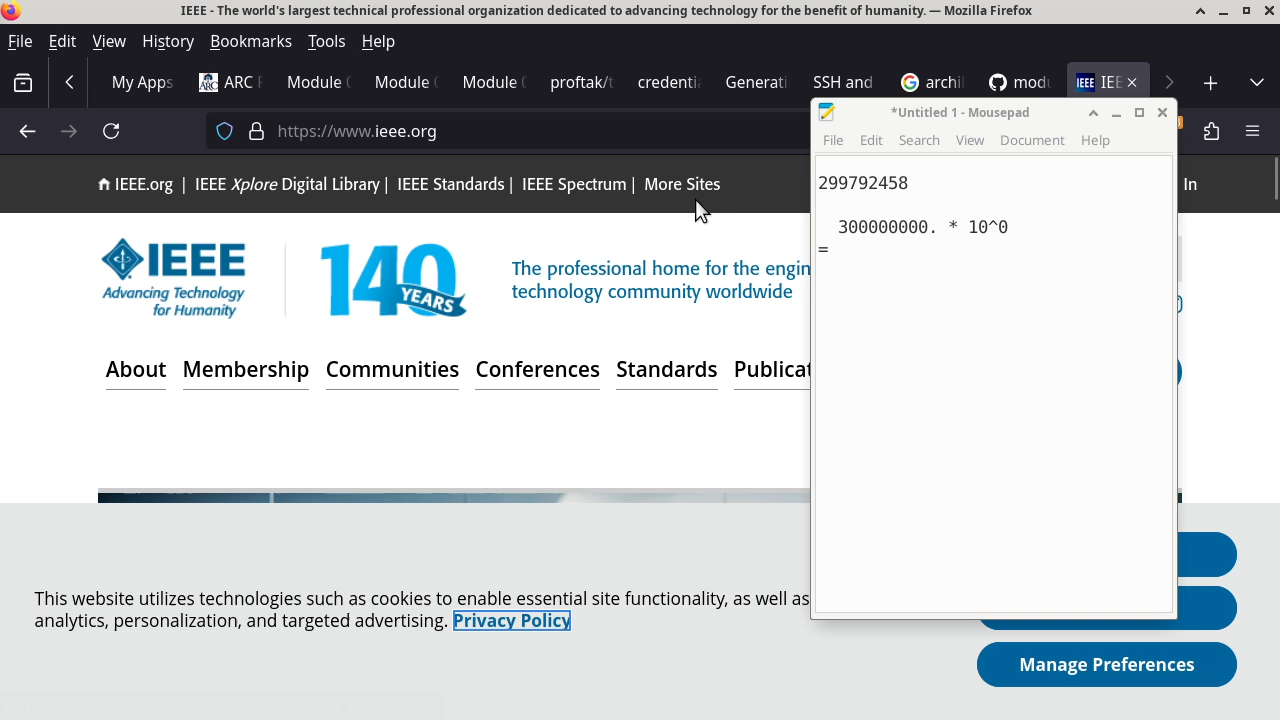 IEEE - The world's largest technical professional organization dedicated to advancing technology for the benefit of humanity. — Mozilla Firefox
File Edit View History Bookmarks Tools Help
My Apps ARC Module Module Module proftak/t credenti Generati SSH and archi modu IEE
https://www.ieee.org
*Untitled 1 - Mousepad
File Edit Search View Document Help
IEEE.org | IEEE Xplore Digital Library | IEEE Standards | IEEE Spectrum | More Sites
In
299792458
300000000. * 10^0
=
IEEE
Advancing Technology
for Humanity
140
YEARS
The professional home for the engin
technology community worldwide
About Membership Communities Conferences Standards Publicat
This website utilizes technologies such as cookies to enable essential site functionality, as well as
analytics, personalization, and targeted advertising. Privacy Policy
Manage Preferences